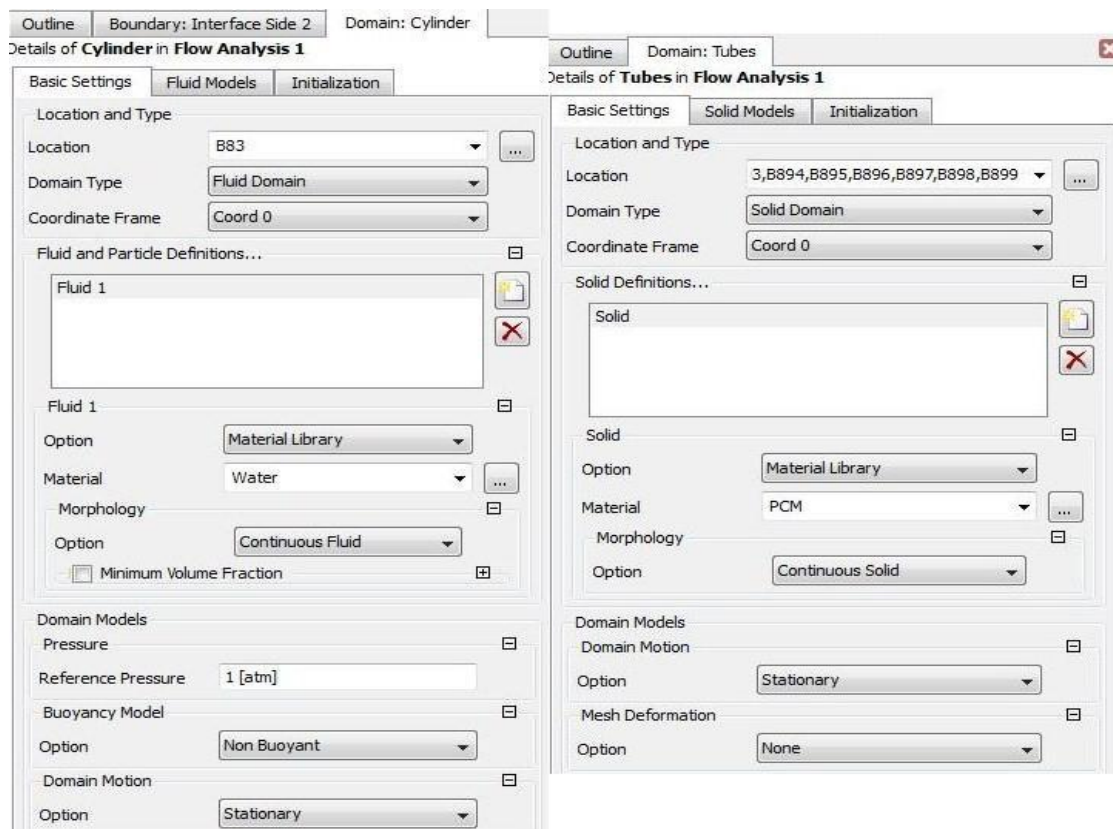 Outline Boundary: Interface Side 2 Domain: Cylinder
Details of Cylinder in Flow Analysis 1
Basic Settings Fluid Models Initialization
Location and Type
Location B83 ...
Domain Type Fluid Domain
Coordinate Frame Coord 0
Fluid and Particle Definitions...
Fluid 1
Fluid 1
Option Material Library
Material Water ...
Morphology
Option Continuous Fluid
Minimum Volume Fraction
Domain Models
Pressure
Reference Pressure 1 [atm]
Buoyancy Model
Option Non Buoyant
Domain Motion
Option Stationary
Outline Domain: Tubes
Details of Tubes in Flow Analysis 1
Basic Settings Solid Models Initialization
Location and Type
Location 3,B894,B895,B896,B897,B898,B899 ...
Domain Type Solid Domain
Coordinate Frame Coord 0
Solid Definitions...
Solid
Solid
Option Material Library
Material PCM ...
Morphology
Option Continuous Solid
Domain Models
Domain Motion
Option Stationary
Mesh Deformation
Option None